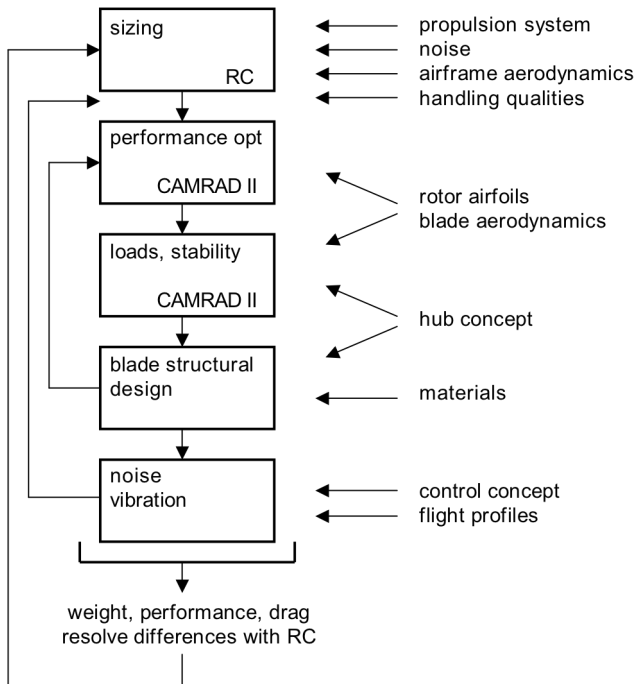 sizing
RC
propulsion system
noise
airframe aerodynamics
handling qualities
performance opt
CAMRAD II
rotor airfoils
blade aerodynamics
loads, stability
CAMRAD II
hub concept
blade structural
design
materials
noise
vibration
control concept
flight profiles
weight, performance, drag
resolve differences with RC